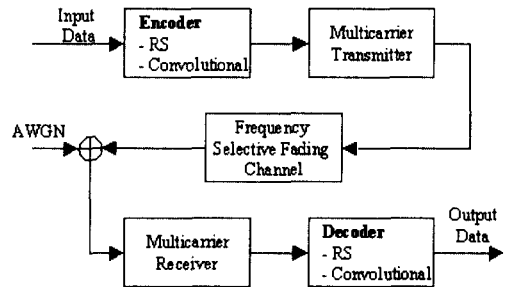 Input
Data
Encoder
- RS
- Convolutional
Multicarrier
Transmitter
AWGN
Frequency
Selective Fading
Channel
Multicarrier
Receiver
Decoder
- RS
- Convolutional
Output
Data